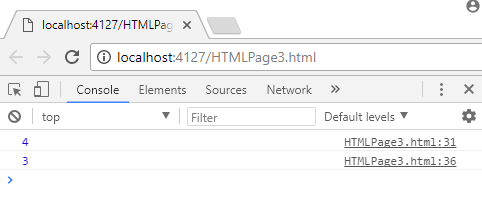 localhost:4127/HTMLPag
localhost:4127/HTMLPage3.html
Console Elements Sources Network »
top Filter Default levels
4 HTMLPage3.html:31
3 HTMLPage3.html:36
>